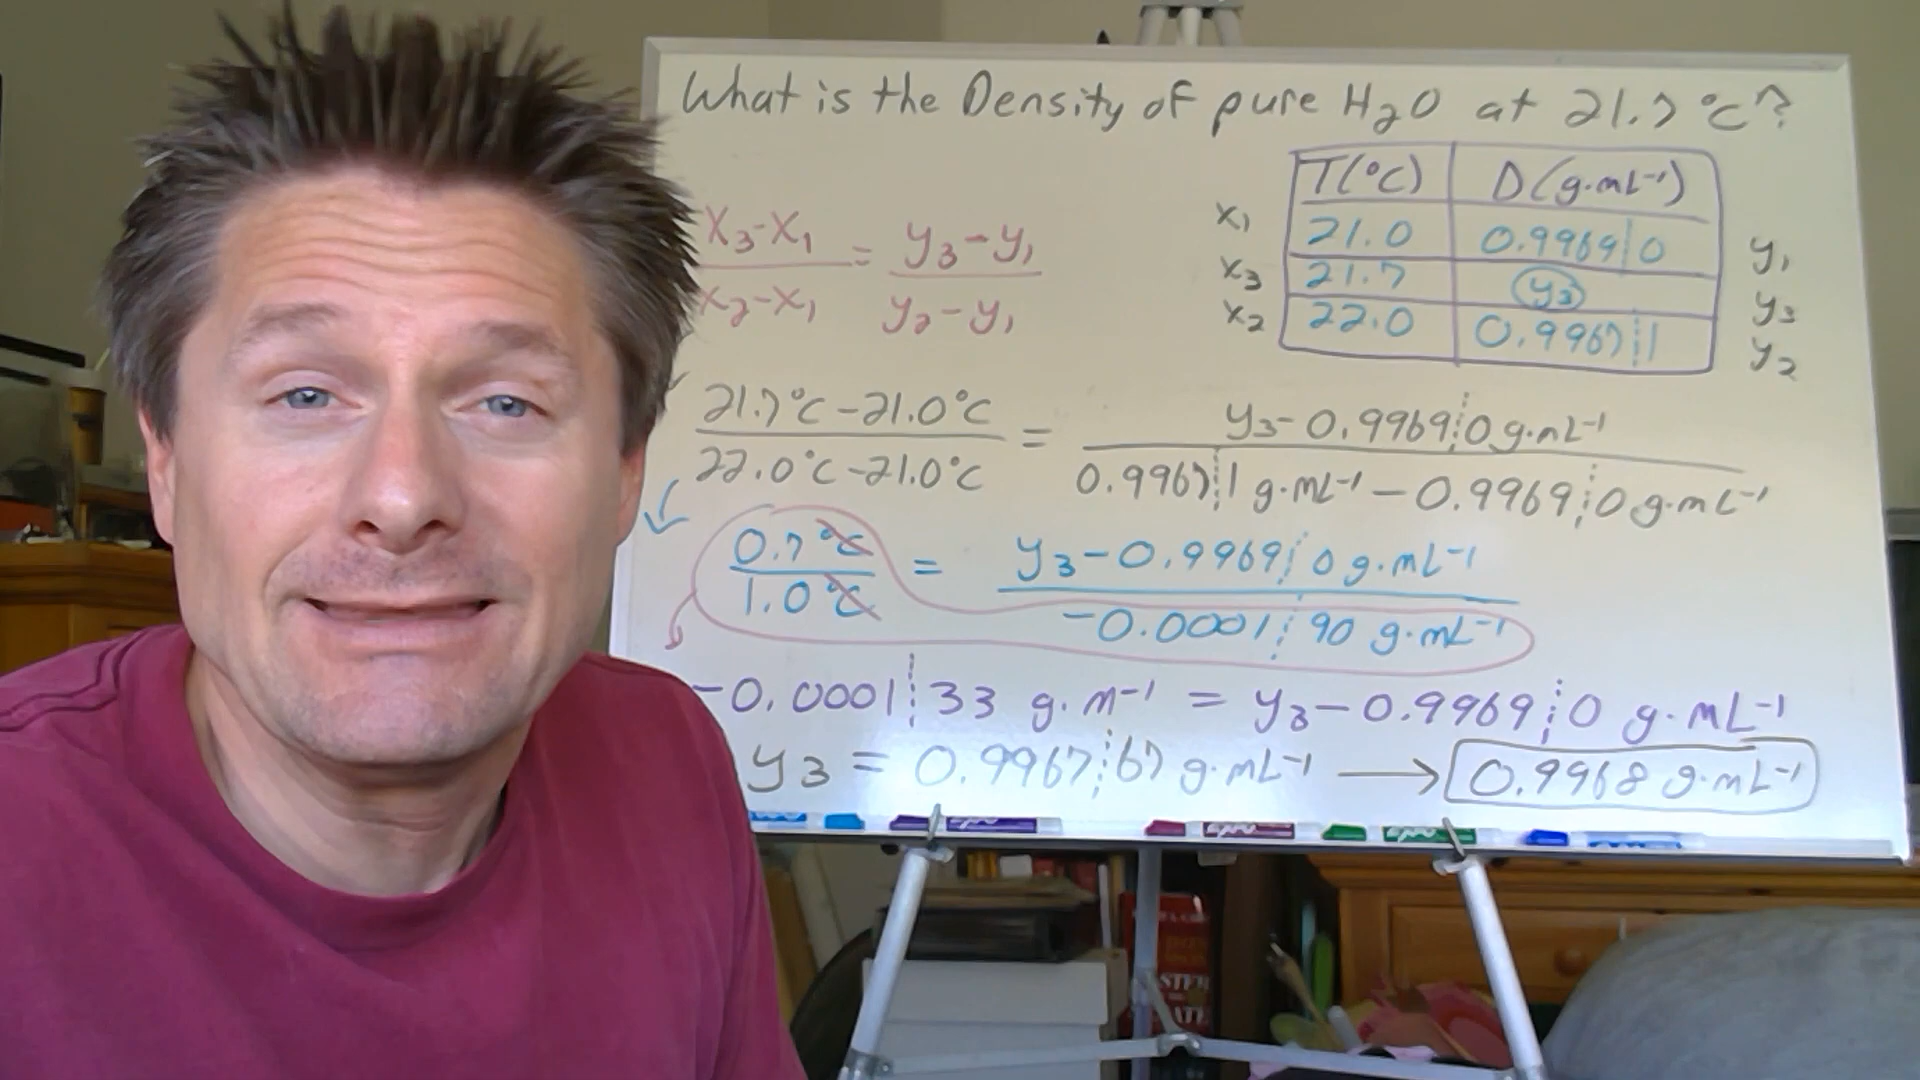 What is the Density of pure H2O at 21.7 °C?
T(°C) D(g·mL⁻¹)
x1 21.0 0.9969¦0 y1
x3 21.7 y3 y3
x2 22.0 0.9967¦1 y2
x3-x1 = y3-y1
x2-x1 y2-y1
21.7°C-21.0°C = y3-0.9969¦0 g·mL⁻¹
22.0°C-21.0°C 0.9967¦1 g·mL⁻¹-0.9969¦0 g·mL⁻¹
0.7°C = y3-0.9969¦0 g·mL⁻¹
1.0°C -0.0001¦90 g·mL⁻¹
-0.0001¦33 g·m⁻¹ = y3-0.9969¦0 g·mL⁻¹
y3 = 0.9967¦67 g·mL⁻¹ → 0.9968 g·mL⁻¹